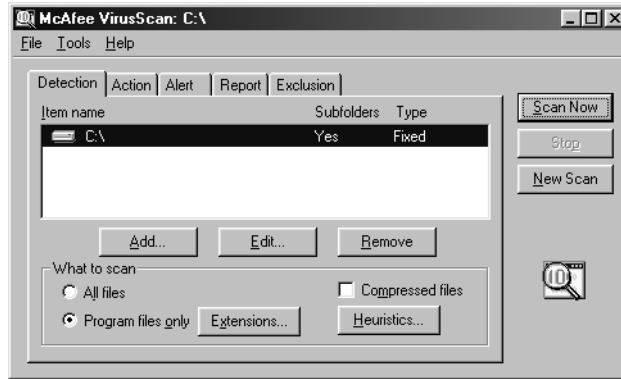 McAfee VirusScan: C:\
File Tools Help
Detection Action Alert Report Exclusion
Item name Subfolders Type
C:\ Yes Fixed
Scan Now
Stop
New Scan
Add... Edit... Remove
What to scan
All files Compressed files
Program files only Extensions... Heuristics...